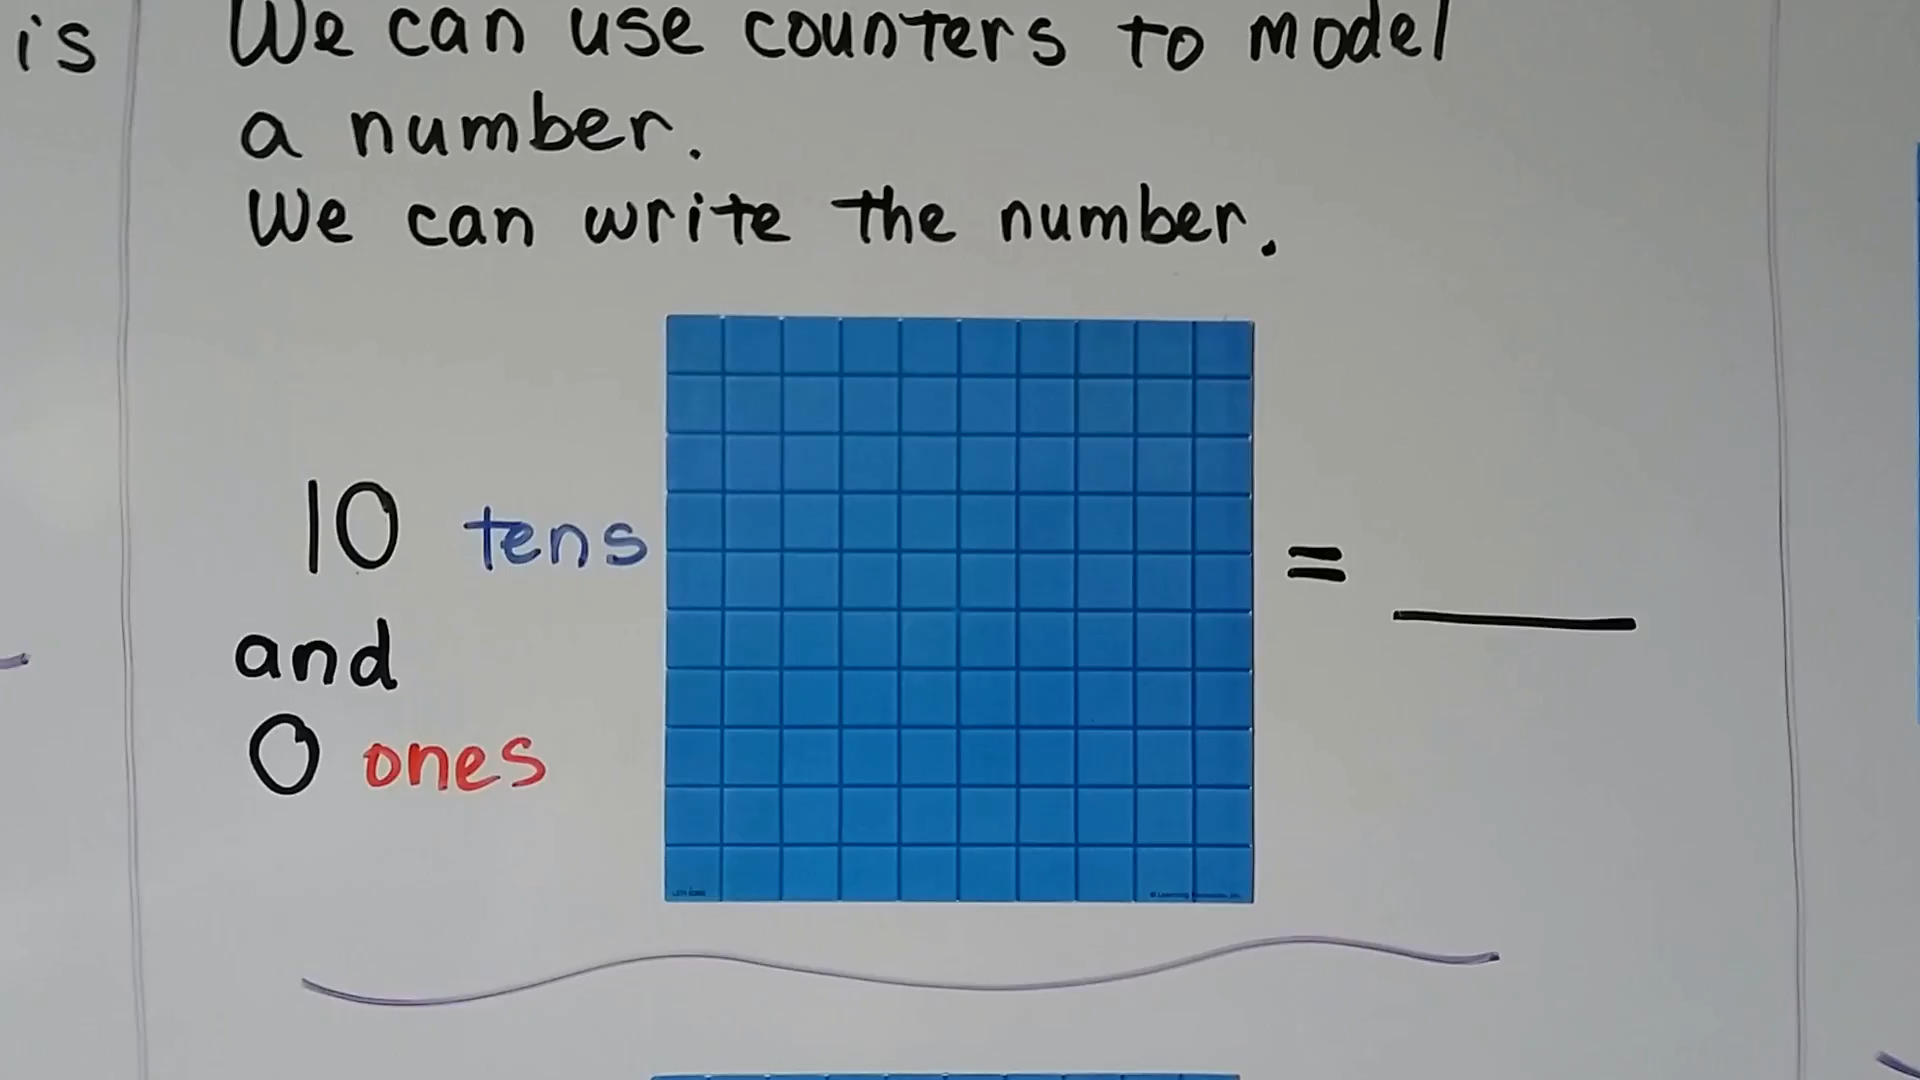 is
We can use counters to model
a number.
We can write the number.
10 tens
and
0 ones
=